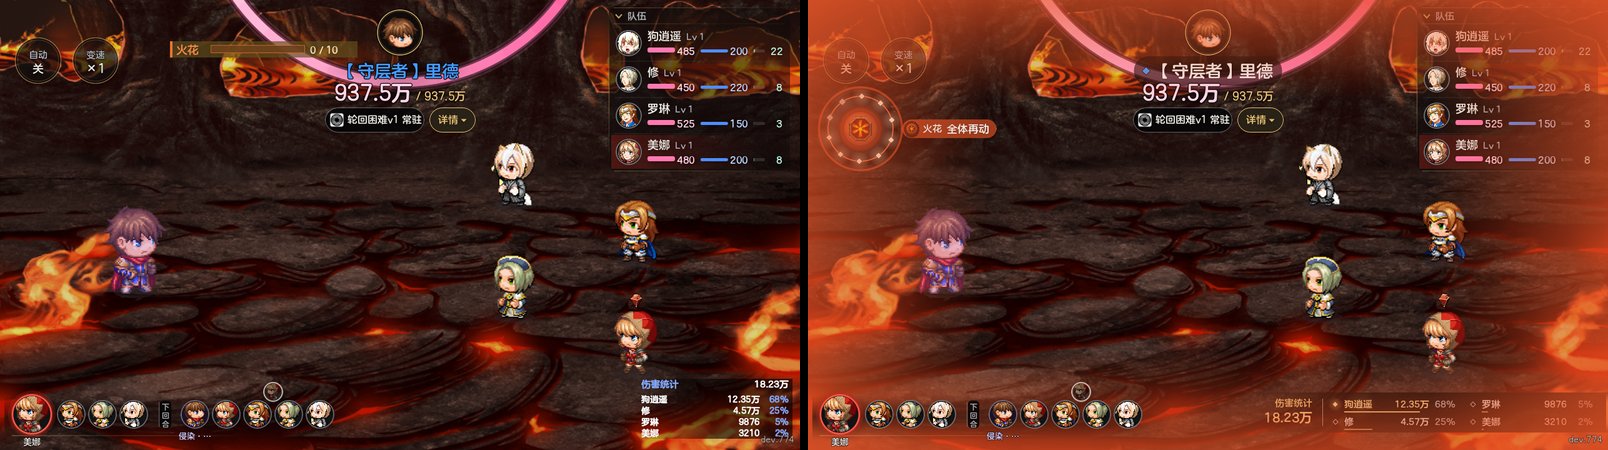 自动
关
变速
×1
火花 0 / 10
【守层者】里德
937.5万 / 937.5万
轮回困难v1 常驻
详情
队伍
狗逍遥 Lv 1
485 200 22
修 Lv 1
450 220 8
罗琳 Lv 1
525 150 3
美娜 Lv 1
480 200 8
下回合
美娜
侵染 · ...
伤害统计 18.23万
狗逍遥 12.35万 68%
修 4.57万 25%
罗琳 9876 5%
美娜 3210 2%
dev.774
自动
关
变速
×1
火花 全体再动
【守层者】里德
937.5万 / 937.5万
轮回困难v1 常驻
详情
队伍
狗逍遥 Lv 1
485 200 22
修 Lv 1
450 220 8
罗琳 Lv 1
525 150 3
美娜 Lv 1
480 200 8
下回合
美娜
侵染 · ...
伤害统计
18.23万
狗逍遥 12.35万 68%
罗琳 9876 5%
修 4.57万 25%
美娜 3210 2%
dev.774